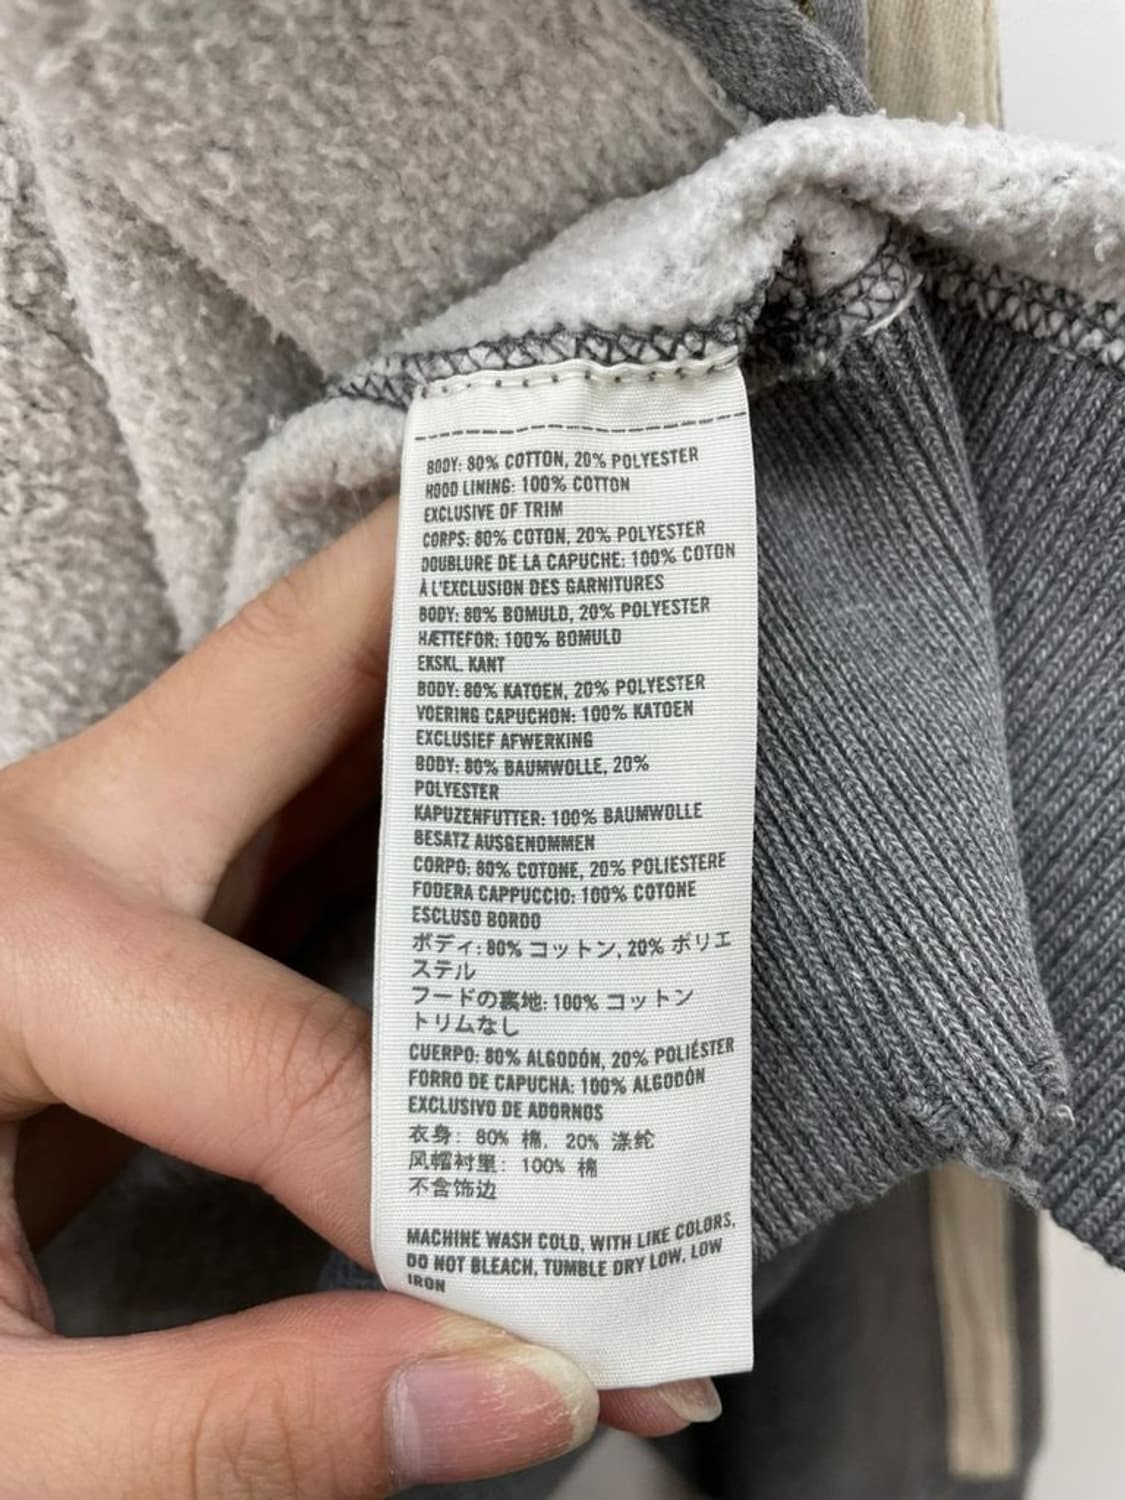 BODY: 80% COTTON, 20% POLYESTER
HOOD LINING: 100% COTTON
EXCLUSIVE OF TRIM
CORPS: 80% COTON, 20% POLYESTER
DOUBLURE DE LA CAPUCHE: 100% COTON
À L'EXCLUSION DES GARNITURES
BODY: 80% BOMULD, 20% POLYESTER
HÆTTEFOR: 100% BOMULD
EKSKL. KANT
BODY: 80% KATOEN, 20% POLYESTER
VOERING CAPUCHON: 100% KATOEN
EXCLUSIEF AFWERKING
BODY: 80% BAUMWOLLE, 20%
POLYESTER
KAPUZENFUTTER: 100% BAUMWOLLE
BESATZ AUSGENOMMEN
CORPO: 80% COTONE, 20% POLIESTERE
FODERA CAPPUCCIO: 100% COTONE
ESCLUSO BORDO
ボディ: 80% コットン, 20% ポリエ
ステル
フードの裏地: 100% コットン
トリムなし
CUERPO: 80% ALGODÓN, 20% POLIÉSTER
FORRO DE CAPUCHA: 100% ALGODÓN
EXCLUSIVO DE ADORNOS
衣身: 80% 棉, 20% 涤纶
风帽衬里: 100% 棉
不含饰边
MACHINE WASH COLD, WITH LIKE COLORS,
DO NOT BLEACH, TUMBLE DRY LOW, LOW
IRON